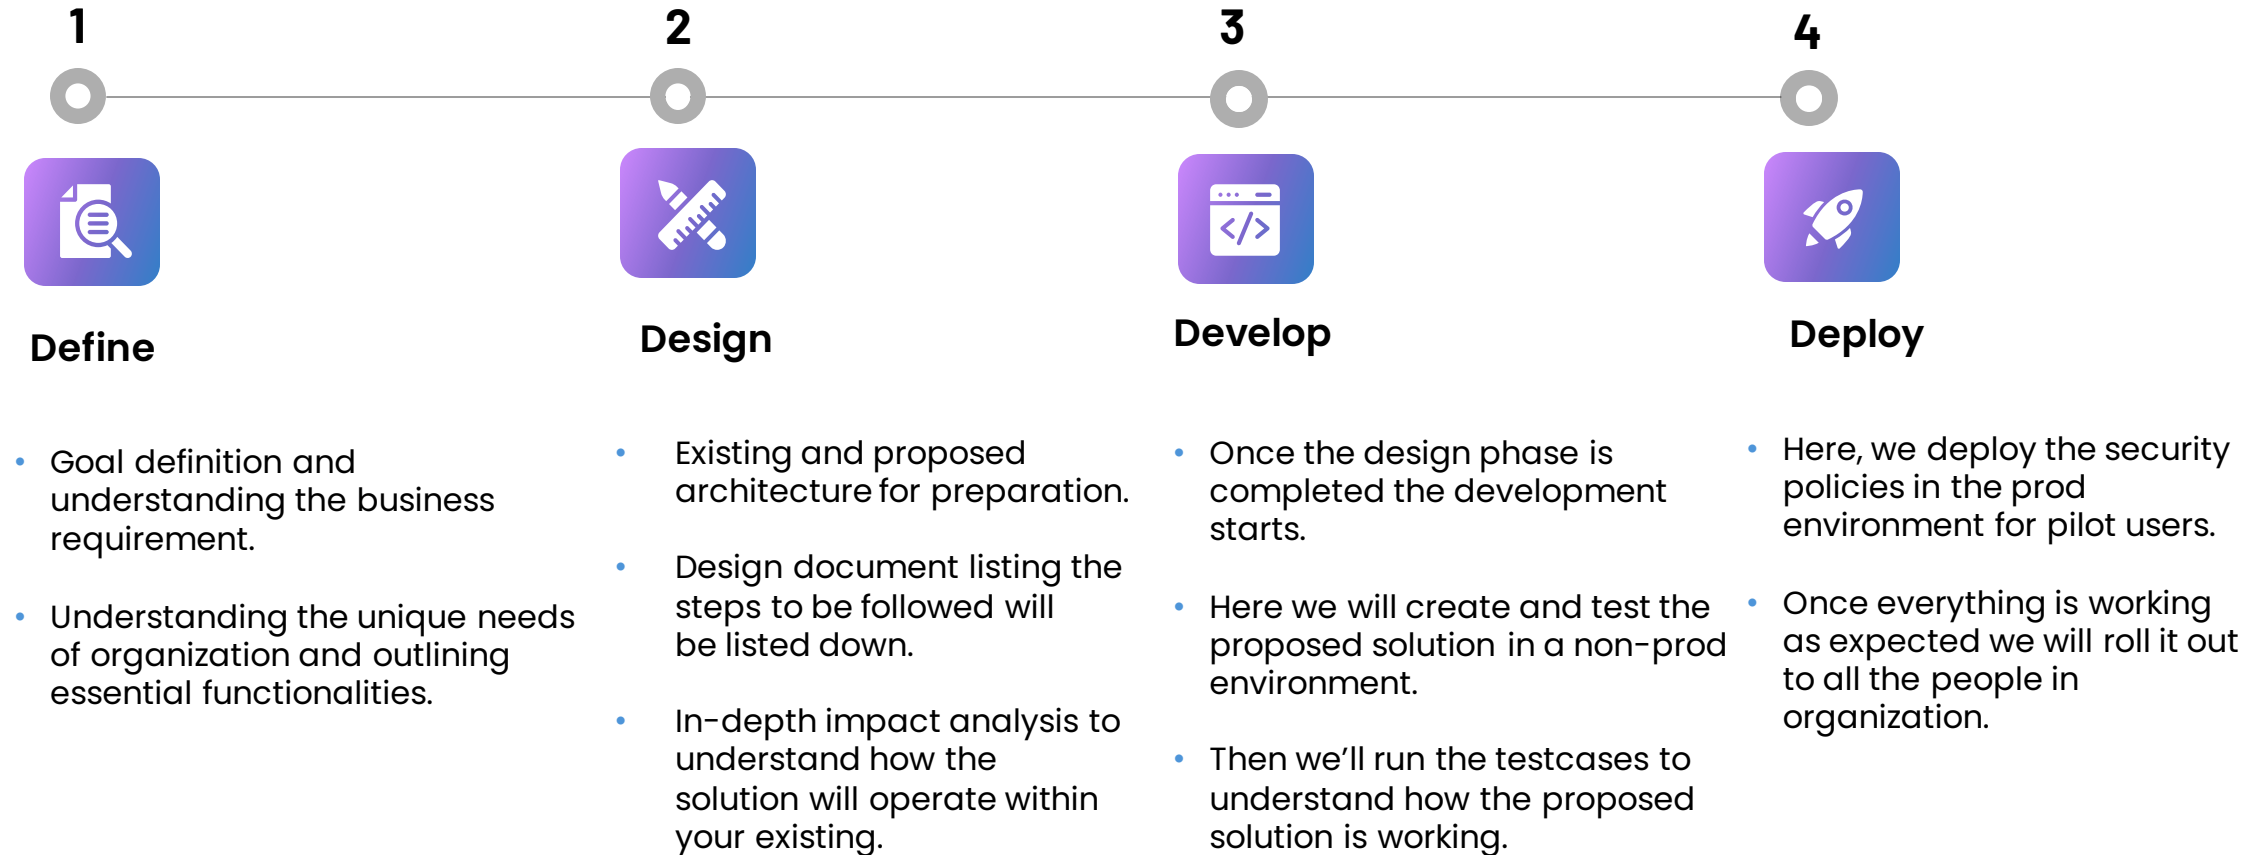 1
2
3
4
Define
Design
Develop
Deploy
• Goal definition and
understanding the business
requirement.
• Understanding the unique needs
of organization and outlining
essential functionalities.
• Existing and proposed
architecture for preparation.
• Design document listing the
steps to be followed will
be listed down.
• In-depth impact analysis to
understand how the
solution will operate within
your existing.
• Once the design phase is
completed the development
starts.
• Here we will create and test the
proposed solution in a non-prod
environment.
• Then we’ll run the testcases to
understand how the proposed
solution is working.
• Here, we deploy the security
policies in the prod
environment for pilot users.
• Once everything is working
as expected we will roll it out
to all the people in
organization.